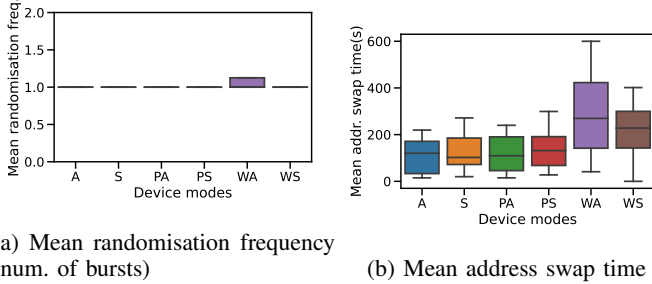 Mean randomisation freq.
2.0
1.5
1.0
0.5
0.0
A S PA PS WA WS
Device modes
Mean addr. swap time(s)
600
400
200
0
A S PA PS WA WS
Device modes
a) Mean randomisation frequency
num. of bursts)
(b) Mean address swap time